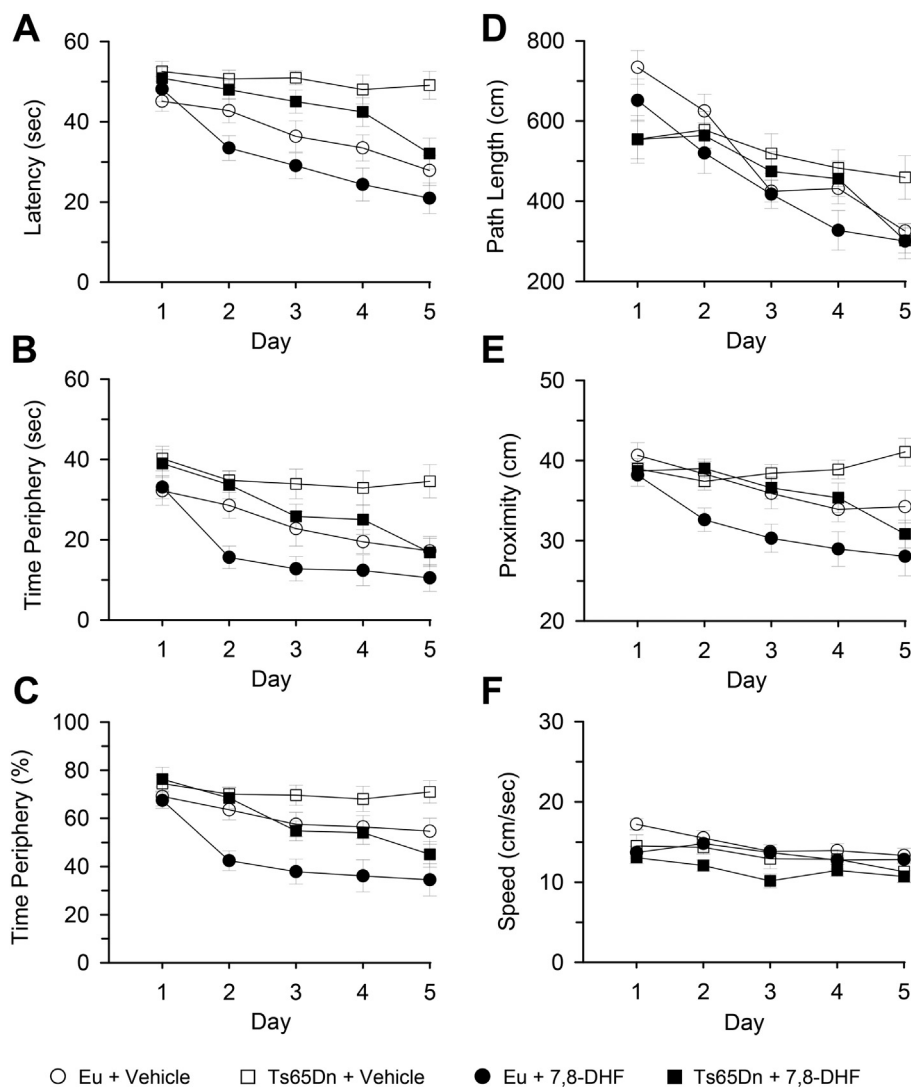 A
60
40
20
0
Latency (sec)
1 2 3 4 5
Day
B
60
40
20
0
Time Periphery (sec)
1 2 3 4 5
Day
C
100
80
60
40
20
0
Time Periphery (%)
1 2 3 4 5
Day
D
800
600
400
200
Path Length (cm)
1 2 3 4 5
Day
E
50
40
30
20
Proximity (cm)
1 2 3 4 5
Day
F
30
20
10
0
Speed (cm/sec)
1 2 3 4 5
Day
Eu + Vehicle Ts65Dn + Vehicle Eu + 7,8-DHF Ts65Dn + 7,8-DHF